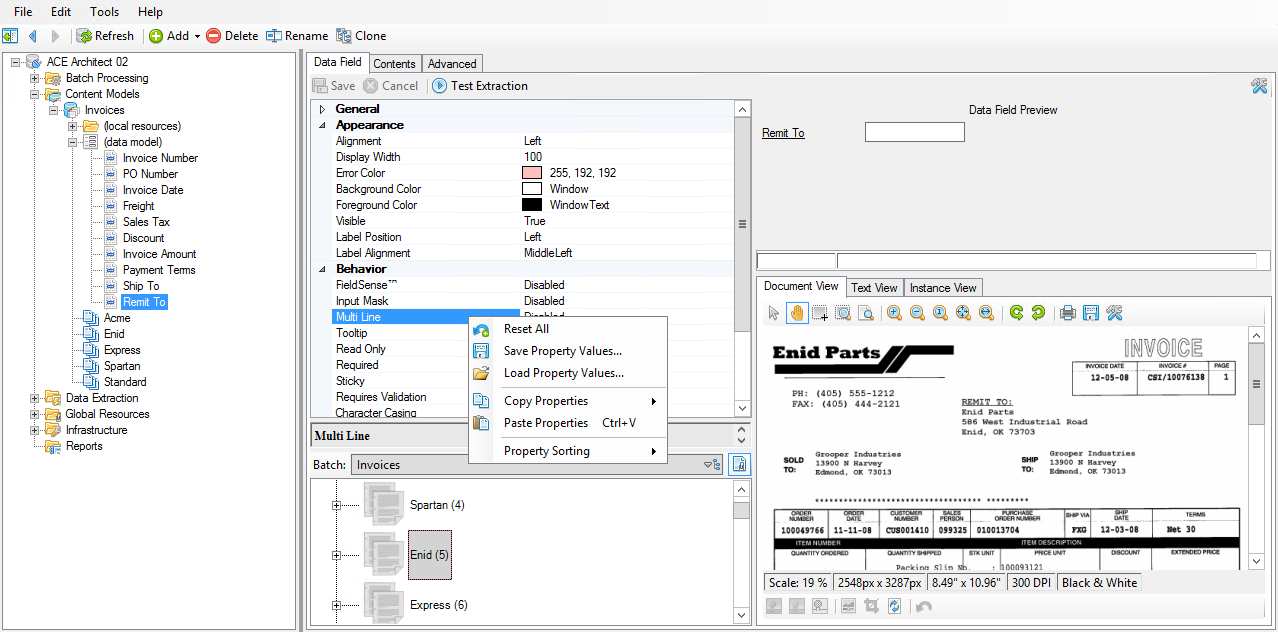 File Edit Tools Help
Refresh Add Delete Rename Clone
ACE Architect 02
Batch Processing
Content Models
Invoices
(local resources)
(data model)
Invoice Number
PO Number
Invoice Date
Freight
Sales Tax
Discount
Invoice Amount
Payment Terms
Ship To
Remit To
Acme
Enid
Express
Spartan
Standard
Data Extraction
Global Resources
Infrastructure
Reports
Data Field Contents Advanced
Save Cancel Test Extraction
General
Appearance
Alignment Left
Display Width 100
Error Color 255, 192, 192
Background Color Window
Foreground Color WindowText
Visible True
Label Position Left
Label Alignment MiddleLeft
Behavior
FieldSense™ Disabled
Input Mask Disabled
Multi Line Disabled
Tooltip
Read Only
Required
Sticky
Requires Validation
Character Casing
Reset All
Save Property Values...
Load Property Values...
Copy Properties
Paste Properties Ctrl+V
Property Sorting
Multi Line
Batch: Invoices
Spartan (4)
Enid (5)
Express (6)
Data Field Preview
Remit To
Document View Text View Instance View
Enid Parts
INVOICE
INVOICE DATE INVOICE # PAGE
12-05-08 CSI/10076138 1
PH: (405) 555-1212
FAX: (405) 444-2121
REMIT TO:
Enid Parts
586 West Industrial Road
Enid, OK 73703
SOLD TO:
Grooper Industries
13900 N Harvey
Edmond, OK 73013
SHIP TO:
Grooper Industries
13900 N Harvey
Edmond, OK 73013
*********************************** *********
ORDER NUMBER ORDER DATE CUSTOMER NUMBER SALES PERSON PURCHASE ORDER NUMBER SHIP VIA SHIP DATE TERMS
100049766 11-11-08 CUS001410 099325 010013704 FXG 12-03-08 Net 30
ITEM NUMBER ITEM DESCRIPTION
QUANTITY ORDERED QUANTITY SHIPPED STK UNIT PRICE UNIT DISCOUNT EXTENDED PRICE
Packing Slip No. : 100093121
Scale: 19 % 2548px x 3287px 8.49" x 10.96" 300 DPI Black & White